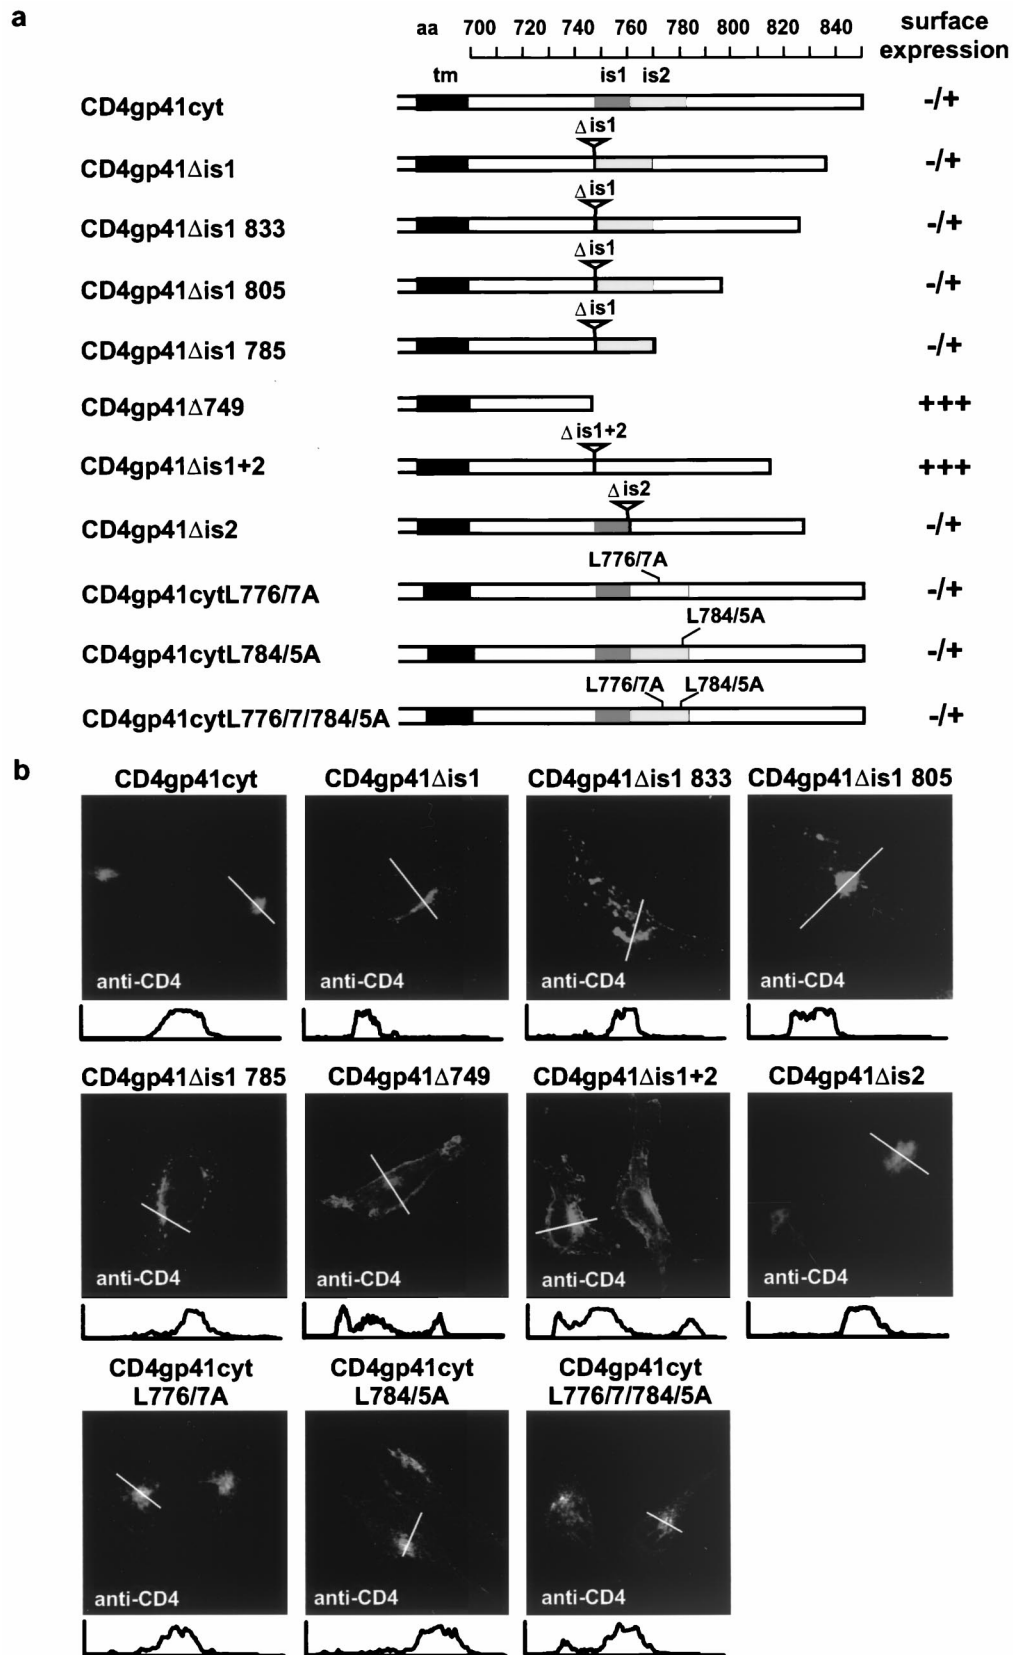 a
aa 700 720 740 760 780 800 820 840 surface
expression
tm is1 is2
CD4gp41cyt -/+
Δis1
CD4gp41Δis1 -/+
Δis1
CD4gp41Δis1 833 -/+
Δis1
CD4gp41Δis1 805 -/+
Δis1
CD4gp41Δis1 785 -/+
CD4gp41Δ749 +++
Δis1+2
CD4gp41Δis1+2 +++
Δis2
CD4gp41Δis2 -/+
L776/7A
CD4gp41cytL776/7A -/+
L784/5A
CD4gp41cytL784/5A -/+
L776/7A L784/5A
CD4gp41cytL776/7/784/5A -/+
b
CD4gp41cyt CD4gp41Δis1 CD4gp41Δis1 833 CD4gp41Δis1 805
anti-CD4 anti-CD4 anti-CD4 anti-CD4
CD4gp41Δis1 785 CD4gp41Δ749 CD4gp41Δis1+2 CD4gp41Δis2
anti-CD4 anti-CD4 anti-CD4 anti-CD4
CD4gp41cyt CD4gp41cyt CD4gp41cyt
L776/7A L784/5A L776/7/784/5A
anti-CD4 anti-CD4 anti-CD4